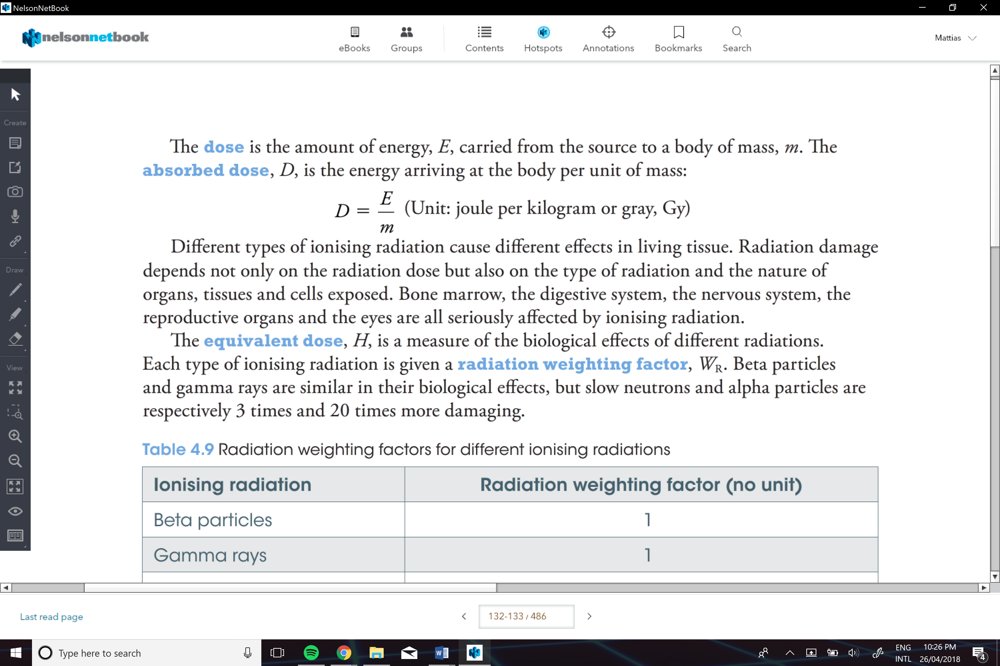 NelsonNetBook
nelsonnetbook
eBooks
Groups
Contents
Hotspots
Annotations
Bookmarks
Search
Mattias
Create
Draw
View
The dose is the amount of energy, E, carried from the source to a body of mass, m. The
absorbed dose, D, is the energy arriving at the body per unit of mass:
D = E/m (Unit: joule per kilogram or gray, Gy)
Different types of ionising radiation cause different effects in living tissue. Radiation damage
depends not only on the radiation dose but also on the type of radiation and the nature of
organs, tissues and cells exposed. Bone marrow, the digestive system, the nervous system, the
reproductive organs and the eyes are all seriously affected by ionising radiation.
The equivalent dose, H, is a measure of the biological effects of different radiations.
Each type of ionising radiation is given a radiation weighting factor, W_R. Beta particles
and gamma rays are similar in their biological effects, but slow neutrons and alpha particles are
respectively 3 times and 20 times more damaging.
Table 4.9 Radiation weighting factors for different ionising radiations
Ionising radiation Radiation weighting factor (no unit)
Beta particles 1
Gamma rays 1
Last read page
132-133 / 486
Type here to search
ENG
INTL
10:26 PM
26/04/2018
4